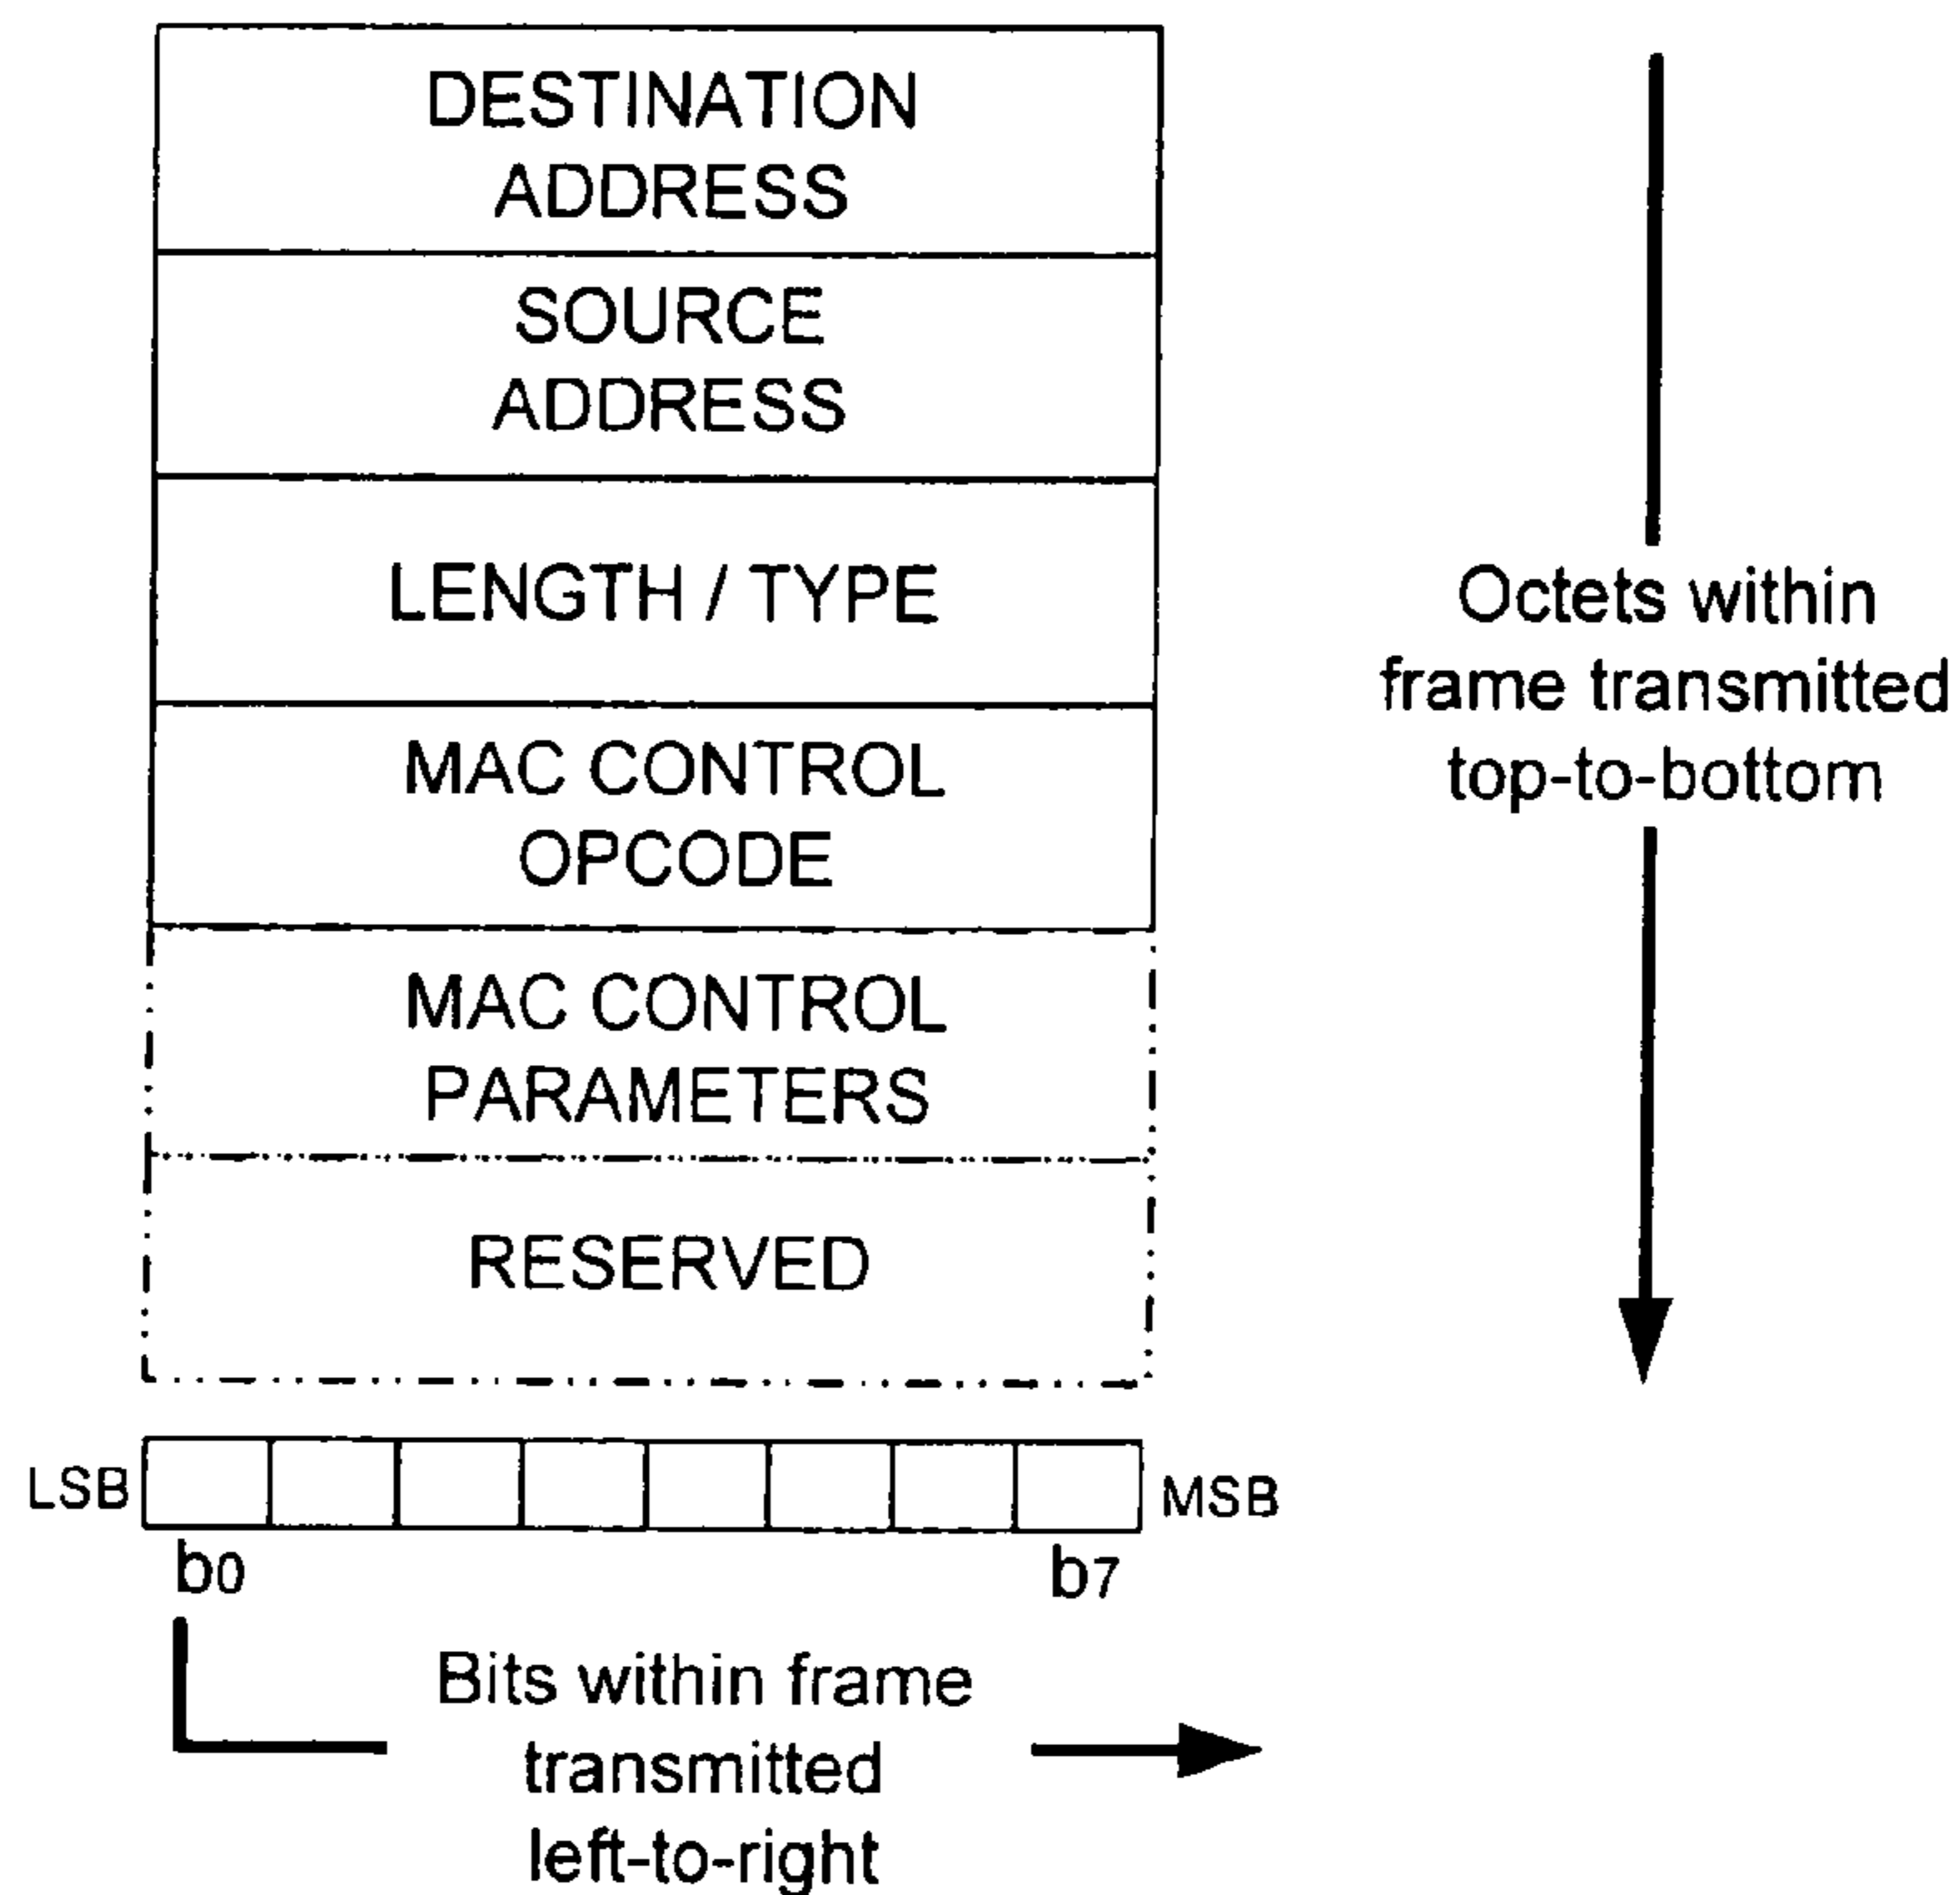 DESTINATION
ADDRESS
SOURCE
ADDRESS
LENGTH / TYPE
MAC CONTROL
OPCODE
MAC CONTROL
PARAMETERS
RESERVED
Octets within
frame transmitted
top-to-bottom
LSB
MSB
b0
b7
Bits within frame
transmitted
left-to-right